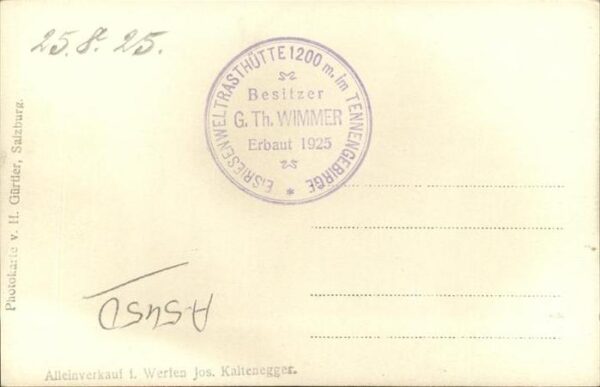 25.8.25.
EISRIESENWELTRASTHÜTTE 1200 m. im TENNENGEBIRGE *
Besitzer
G. Th. WIMMER
Erbaut 1925
Photokarte v. H. Gürtler, Salzburg.
Alleinverkauf i. Werfen Jos. Kaltenegger.